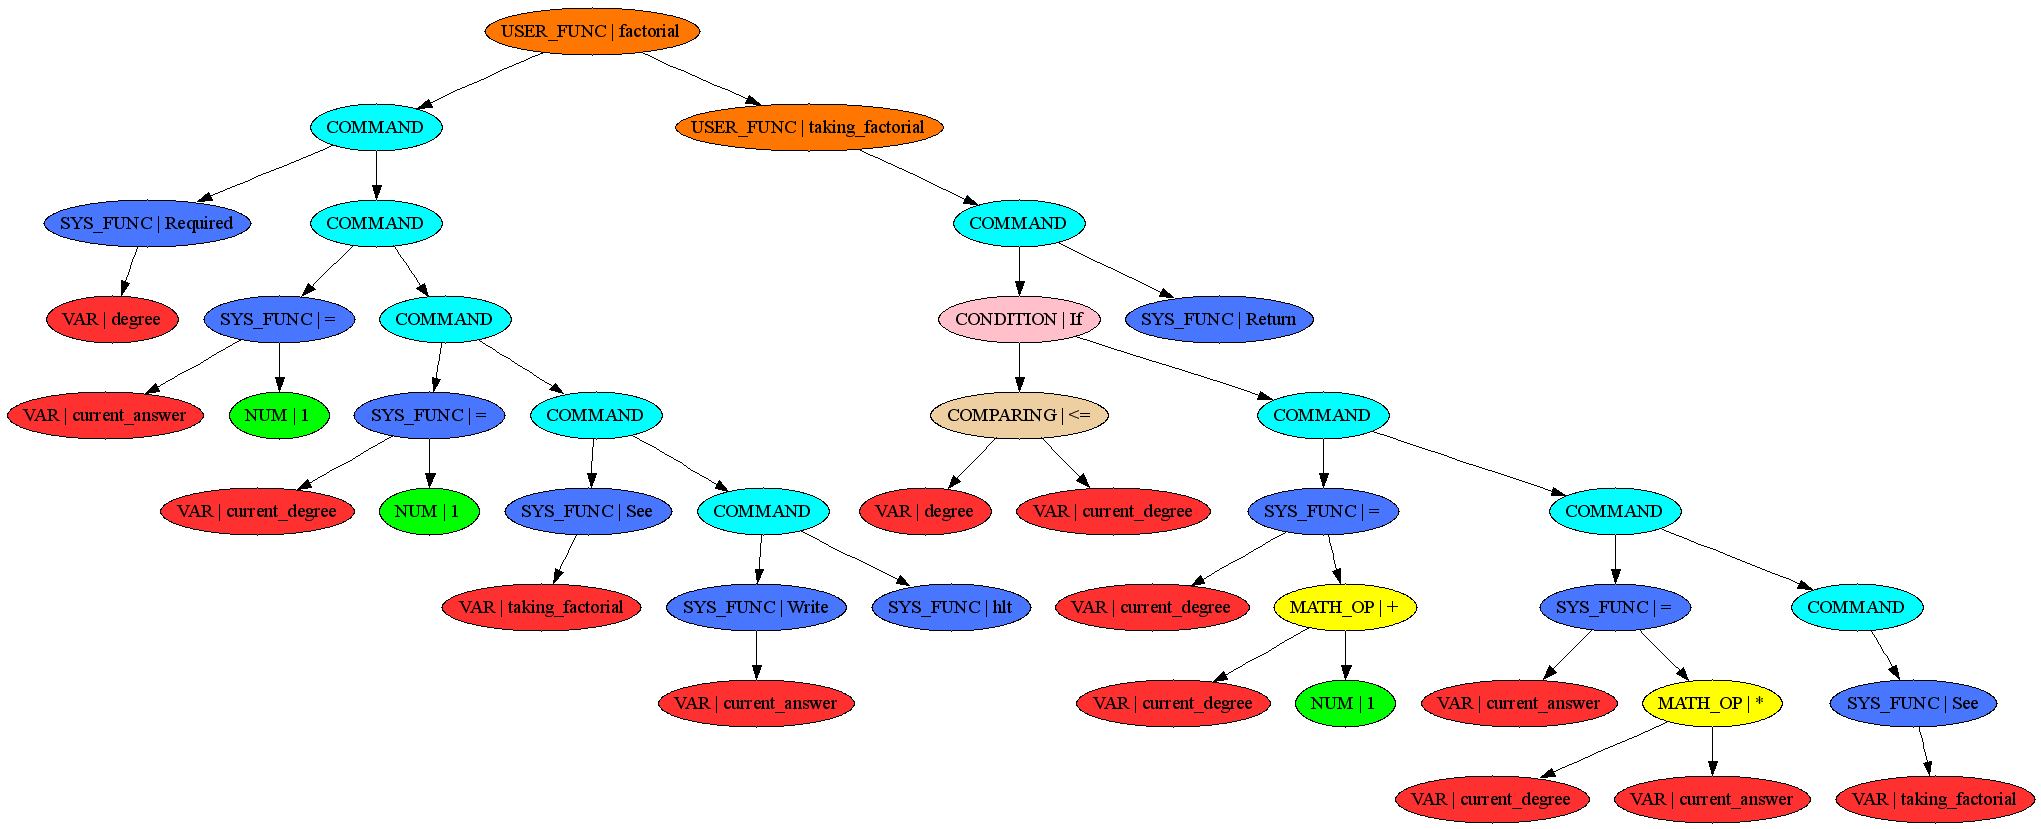 USER_FUNC | factorial
COMMAND
USER_FUNC | taking_factorial
SYS_FUNC | Required
COMMAND
COMMAND
VAR | degree
SYS_FUNC | =
COMMAND
CONDITION | If
SYS_FUNC | Return
VAR | current_answer
NUM | 1
SYS_FUNC | =
COMMAND
COMPARING | <=
COMMAND
VAR | current_degree
NUM | 1
SYS_FUNC | See
COMMAND
VAR | degree
VAR | current_degree
SYS_FUNC | =
COMMAND
VAR | taking_factorial
SYS_FUNC | Write
SYS_FUNC | hlt
VAR | current_degree
MATH_OP | +
SYS_FUNC | =
COMMAND
VAR | current_answer
VAR | current_degree
NUM | 1
VAR | current_answer
MATH_OP | *
SYS_FUNC | See
VAR | current_degree
VAR | current_answer
VAR | taking_factorial